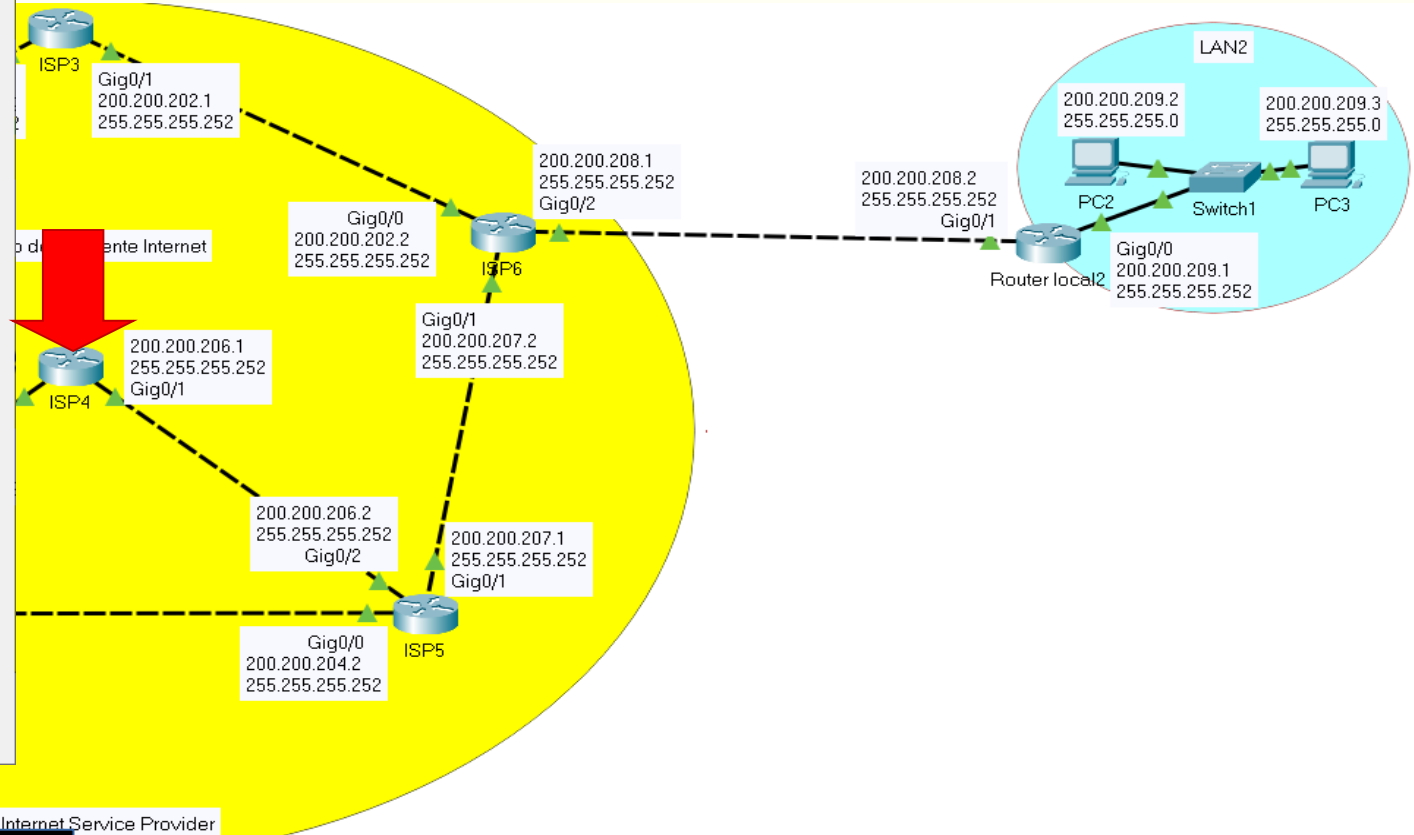 ISP3
Gig0/1
200.200.202.1
255.255.255.252
LAN2
200.200.209.2
255.255.255.0
200.200.209.3
255.255.255.0
PC2
Switch1
PC3
200.200.208.1
255.255.255.252
Gig0/2
200.200.208.2
255.255.255.252
Gig0/1
Gig0/0
200.200.202.2
255.255.255.252
ISP6
Router local2
Gig0/0
200.200.209.1
255.255.255.252
Internet
Gig0/1
200.200.207.2
255.255.255.252
200.200.206.1
255.255.255.252
Gig0/1
ISP4
200.200.206.2
255.255.255.252
Gig0/2
200.200.207.1
255.255.255.252
Gig0/1
Gig0/0
200.200.204.2
255.255.255.252
ISP5
Internet Service Provider